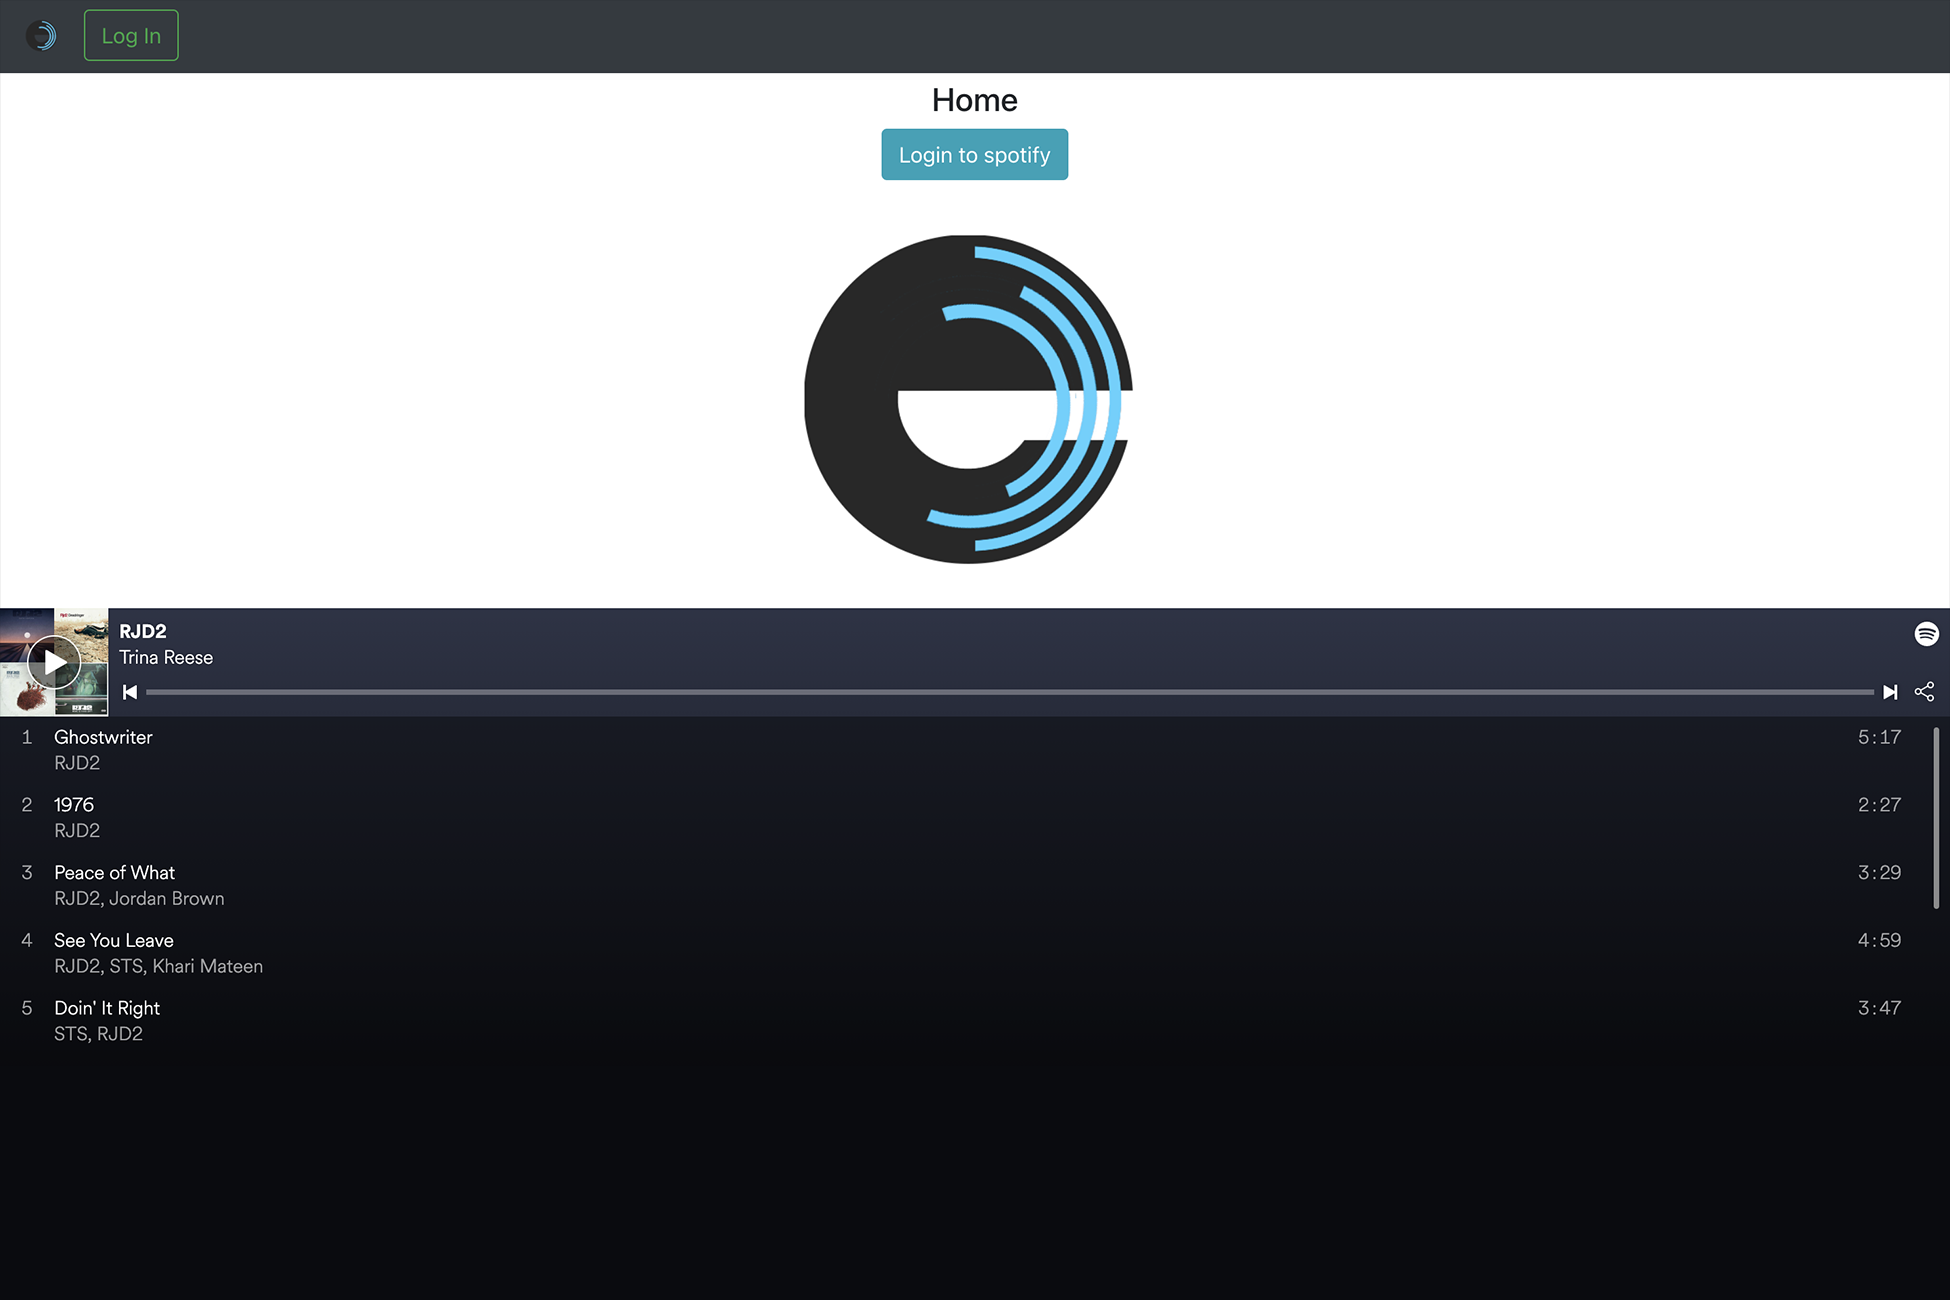 Log In
Home
Login to spotify
RJD2
Trina Reese
1 Ghostwriter 5:17
RJD2
2 1976 2:27
RJD2
3 Peace of What 3:29
RJD2, Jordan Brown
4 See You Leave 4:59
RJD2, STS, Khari Mateen
5 Doin' It Right 3:47
STS, RJD2